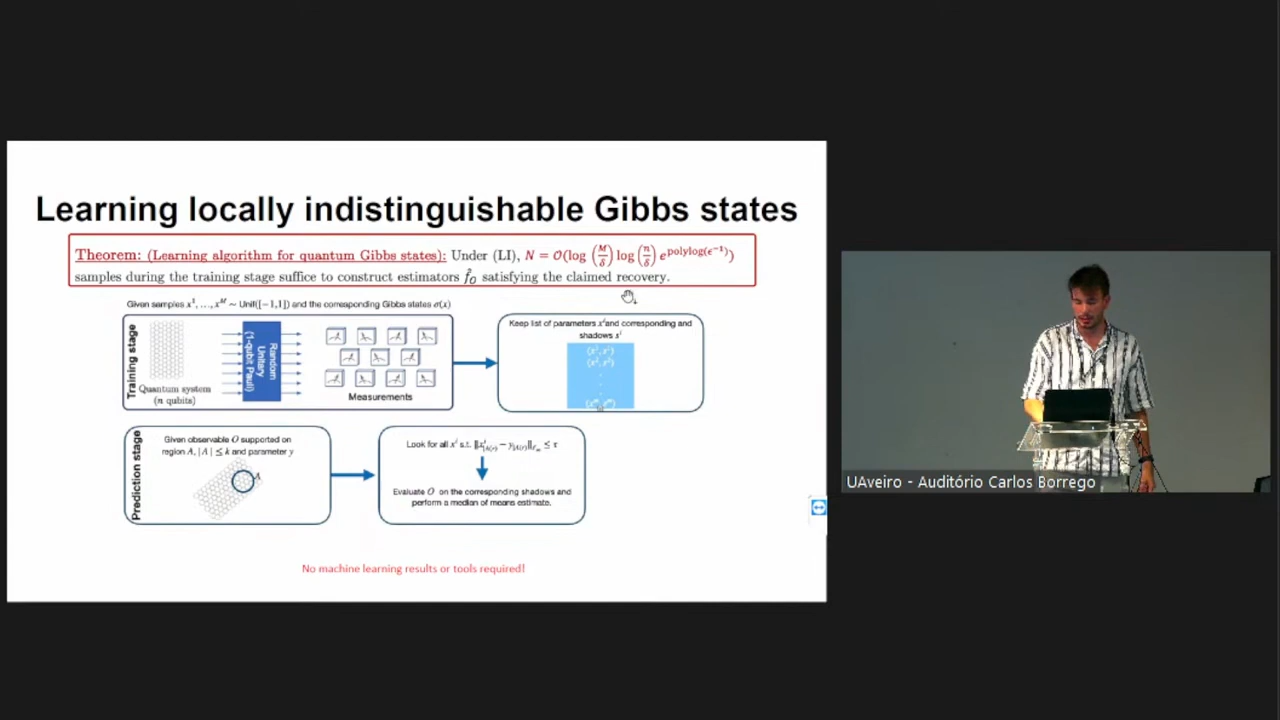 Learning locally indistinguishable Gibbs states
Theorem: (Learning algorithm for quantum Gibbs states): Under (LI), N = O(log (M/δ) log (n/δ) e^polylog(ϵ^−1))
samples during the training stage suffice to construct estimators f̂_O satisfying the claimed recovery.
Given samples x^1, …, x^M ~ Unif([−1,1]) and the corresponding Gibbs states σ(x)
Training stage
Quantum system
(n qubits)
Random
Unitary
(1-qubit Pauli)
Measurements
Keep list of parameters x^i and corresponding and
shadows s^i
Prediction stage
Given observable O supported on
region A, |A| ≤ k and parameter y
A
Look for all x^i s.t.
≤ τ
Evaluate O on the corresponding shadows and
perform a median of means estimate.
No machine learning results or tools required!
UAveiro - Auditório Carlos Borrego